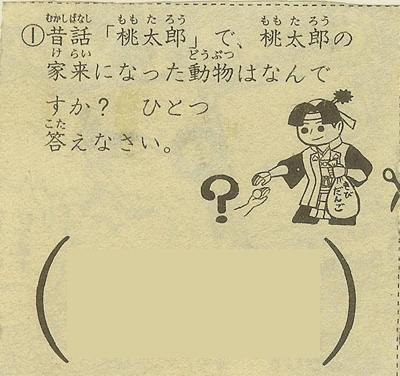 ①昔話「桃太郎」で、桃太郎の
家来になった動物はなんで
すか? ひとつ
答えなさい。
?
きび
だんご